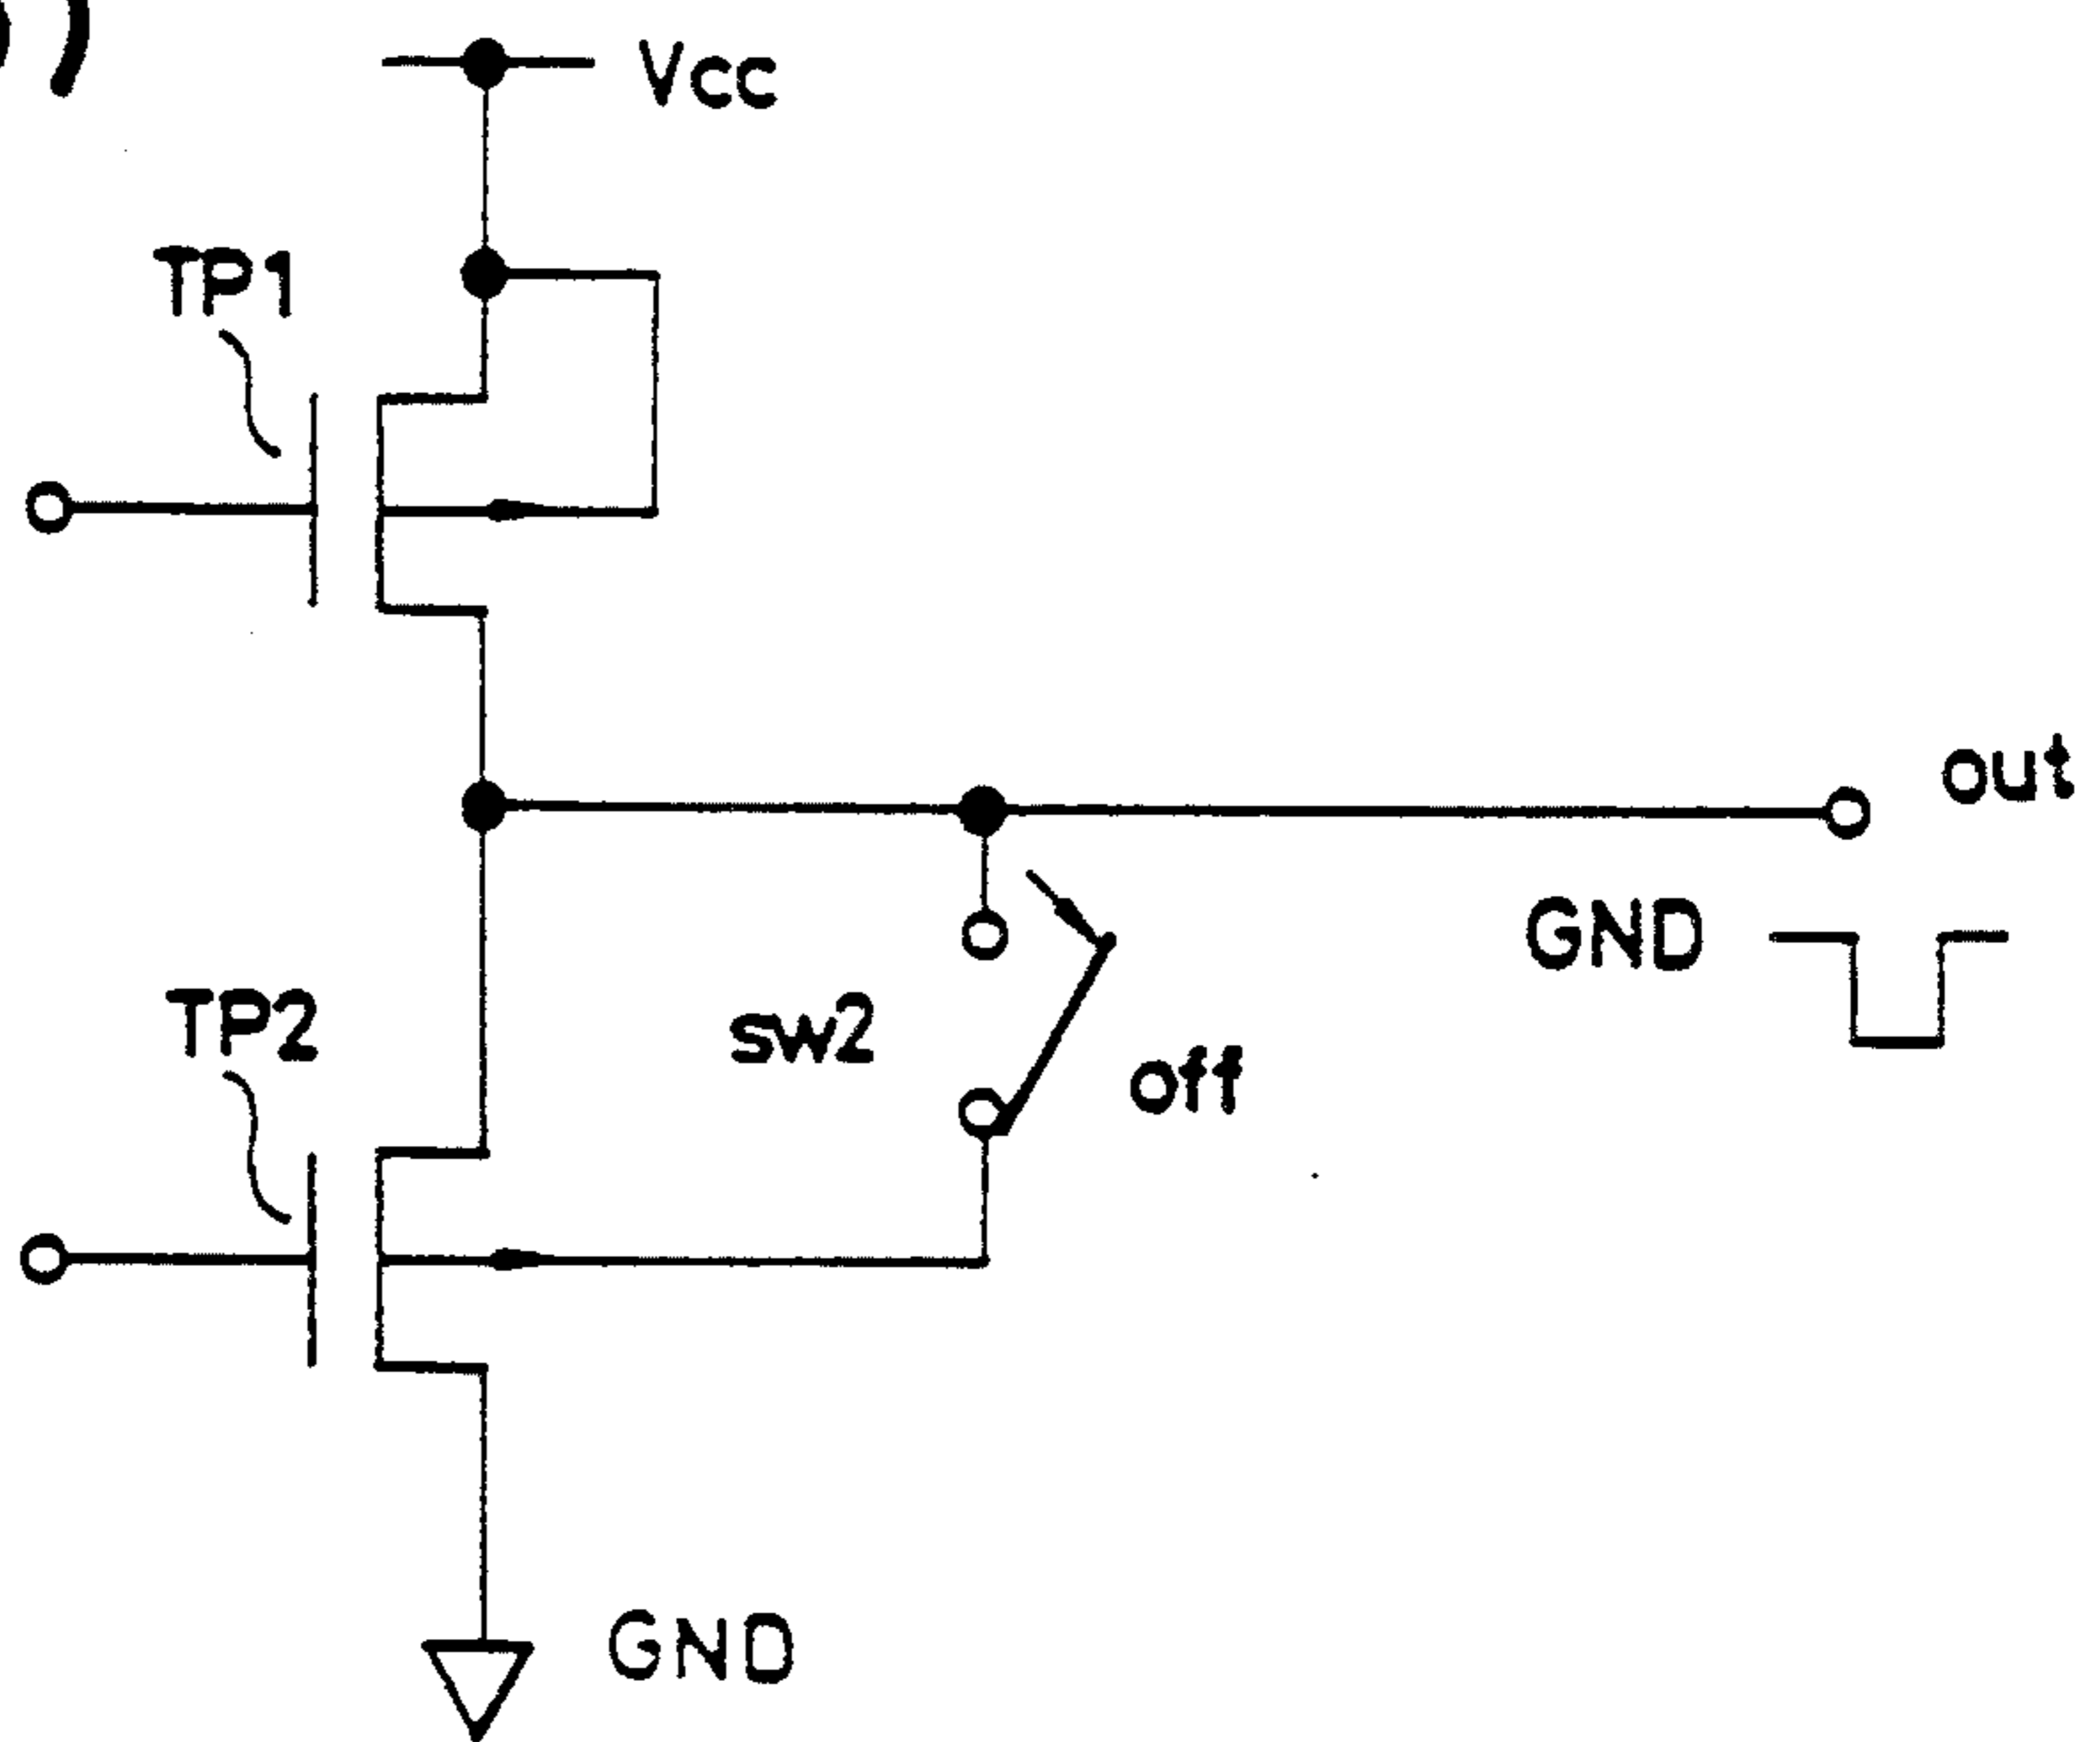 )
Vcc
TP1
out
GND
TP2
sw2
off
GND